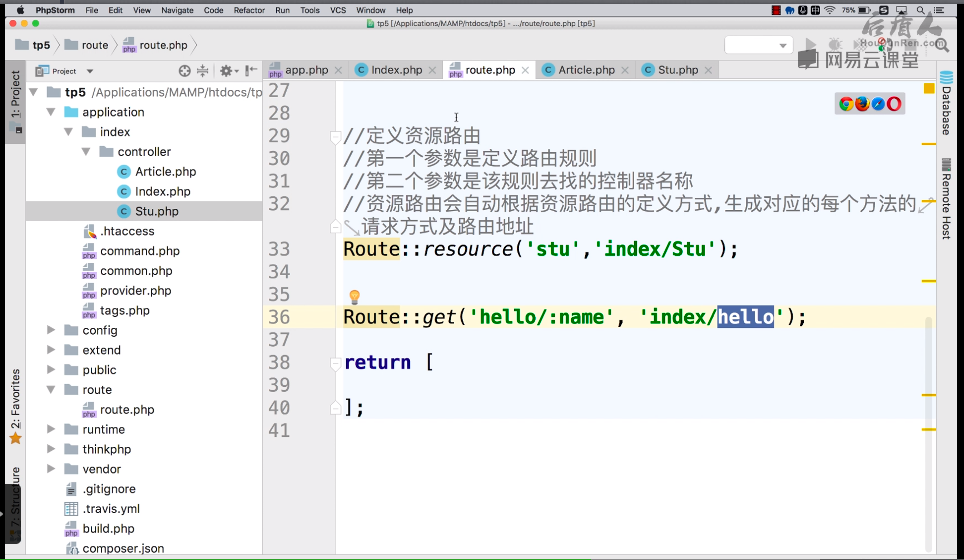 PhpStorm File Edit View Navigate Code Refactor Run Tools VCS Window Help 75%
tp5 [/Applications/MAMP/htdocs/tp5] - .../route/route.php [tp5]
后盾人
HoudunRen.com
网易云课堂
tp5 route route.php
Project
app.php Index.php route.php Article.php Stu.php
1: Project
2: Favorites
7: Structure
Database
Remote Host
tp5 /Applications/MAMP/htdocs/tp
application
index
controller
Article.php
Index.php
Stu.php
.htaccess
command.php
common.php
provider.php
tags.php
config
extend
public
route
route.php
runtime
thinkphp
vendor
.gitignore
.travis.yml
build.php
composer.json
27
28
29 //定义资源路由
30 //第一个参数是定义路由规则
31 //第二个参数是该规则去找的控制器名称
32 //资源路由会自动根据资源路由的定义方式,生成对应的每个方法的
请求方式及路由地址
33 Route::resource('stu','index/Stu');
34
35
36 Route::get('hello/:name', 'index/hello');
37
38 return [
39
40 ];
41